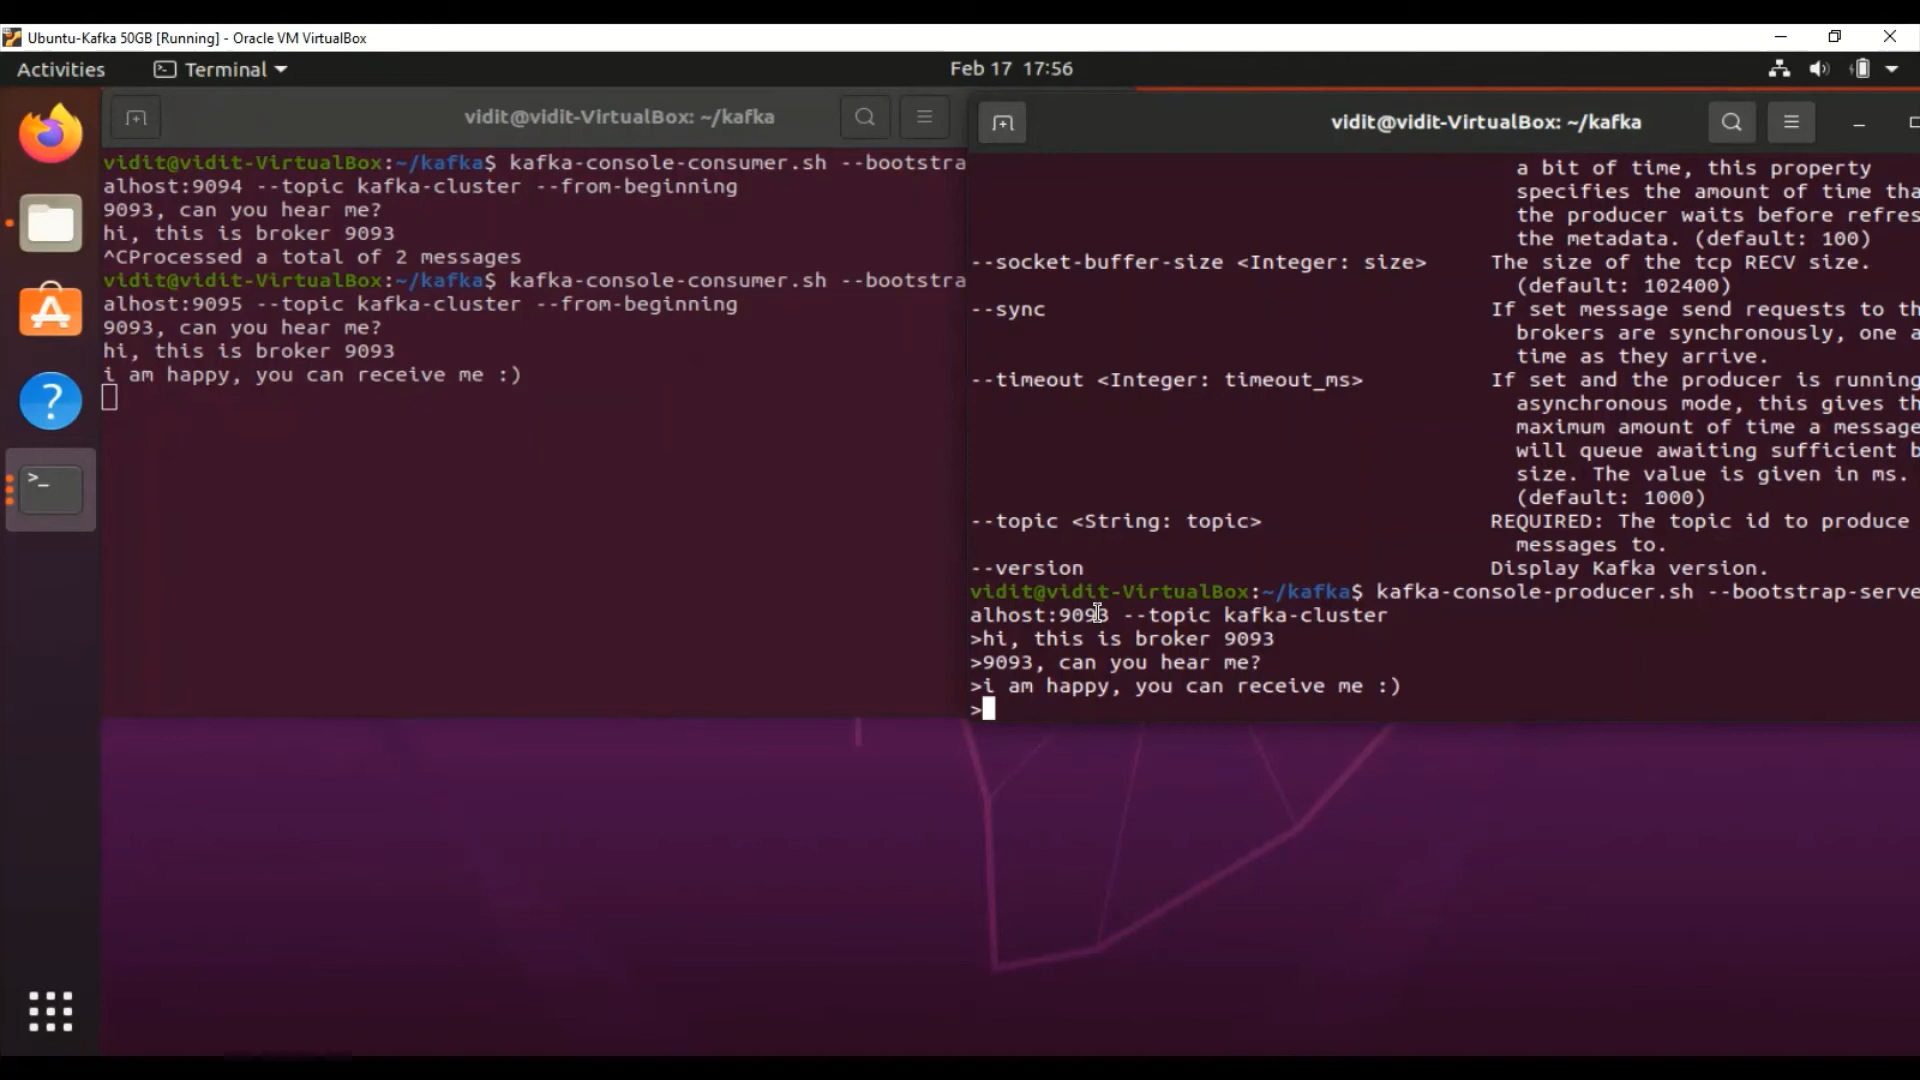 Ubuntu-Kafka 50GB [Running] - Oracle VM VirtualBox
Activities
Terminal
Feb 17 17:56
vidit@vidit-VirtualBox: ~/kafka
vidit@vidit-VirtualBox:~/kafka$ kafka-console-consumer.sh --bootstra
alhost:9094 --topic kafka-cluster --from-beginning
9093, can you hear me?
hi, this is broker 9093
^CProcessed a total of 2 messages
vidit@vidit-VirtualBox:~/kafka$ kafka-console-consumer.sh --bootstra
alhost:9095 --topic kafka-cluster --from-beginning
9093, can you hear me?
hi, this is broker 9093
i am happy, you can receive me :)
vidit@vidit-VirtualBox: ~/kafka
a bit of time, this property
specifies the amount of time tha
the producer waits before refres
the metadata. (default: 100)
--socket-buffer-size <Integer: size> The size of the tcp RECV size.
(default: 102400)
--sync If set message send requests to th
brokers are synchronously, one a
time as they arrive.
--timeout <Integer: timeout_ms> If set and the producer is running
asynchronous mode, this gives th
maximum amount of time a message
will queue awaiting sufficient b
size. The value is given in ms.
(default: 1000)
--topic <String: topic> REQUIRED: The topic id to produce
messages to.
--version Display Kafka version.
vidit@vidit-VirtualBox:~/kafka$ kafka-console-producer.sh --bootstrap-serve
alhost:9093 --topic kafka-cluster
>hi, this is broker 9093
>9093, can you hear me?
>i am happy, you can receive me :)
>